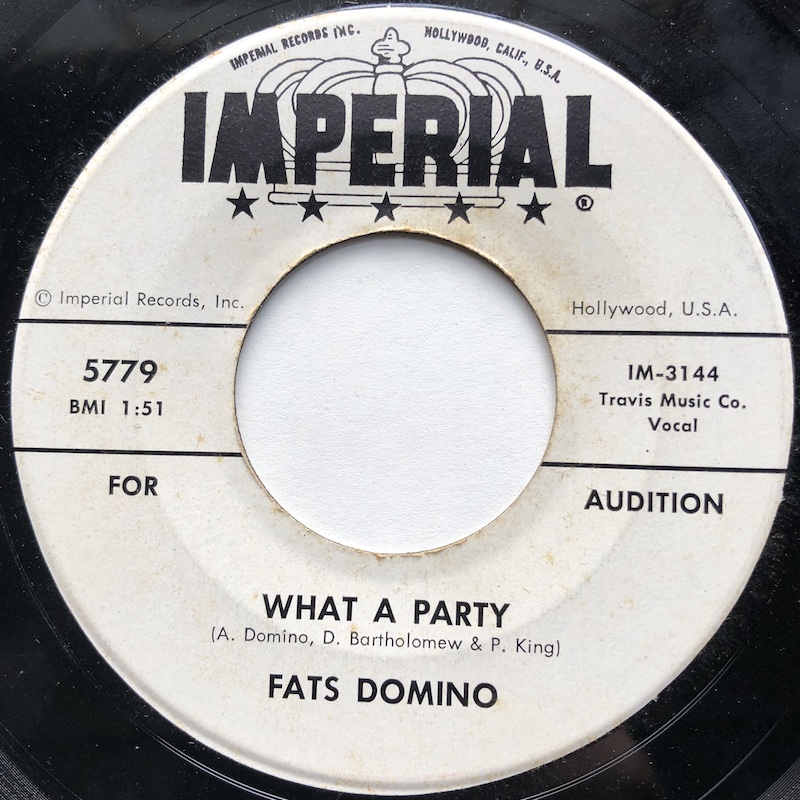 IMPERIAL RECORDS INC. HOLLYWOOD, CALIF., U.S.A.
IMPERIAL
®
© Imperial Records, Inc. Hollywood, U.S.A.
5779 IM-3144
BMI 1:51 Travis Music Co.
Vocal
FOR AUDITION
WHAT A PARTY
(A. Domino, D. Bartholomew & P. King)
FATS DOMINO